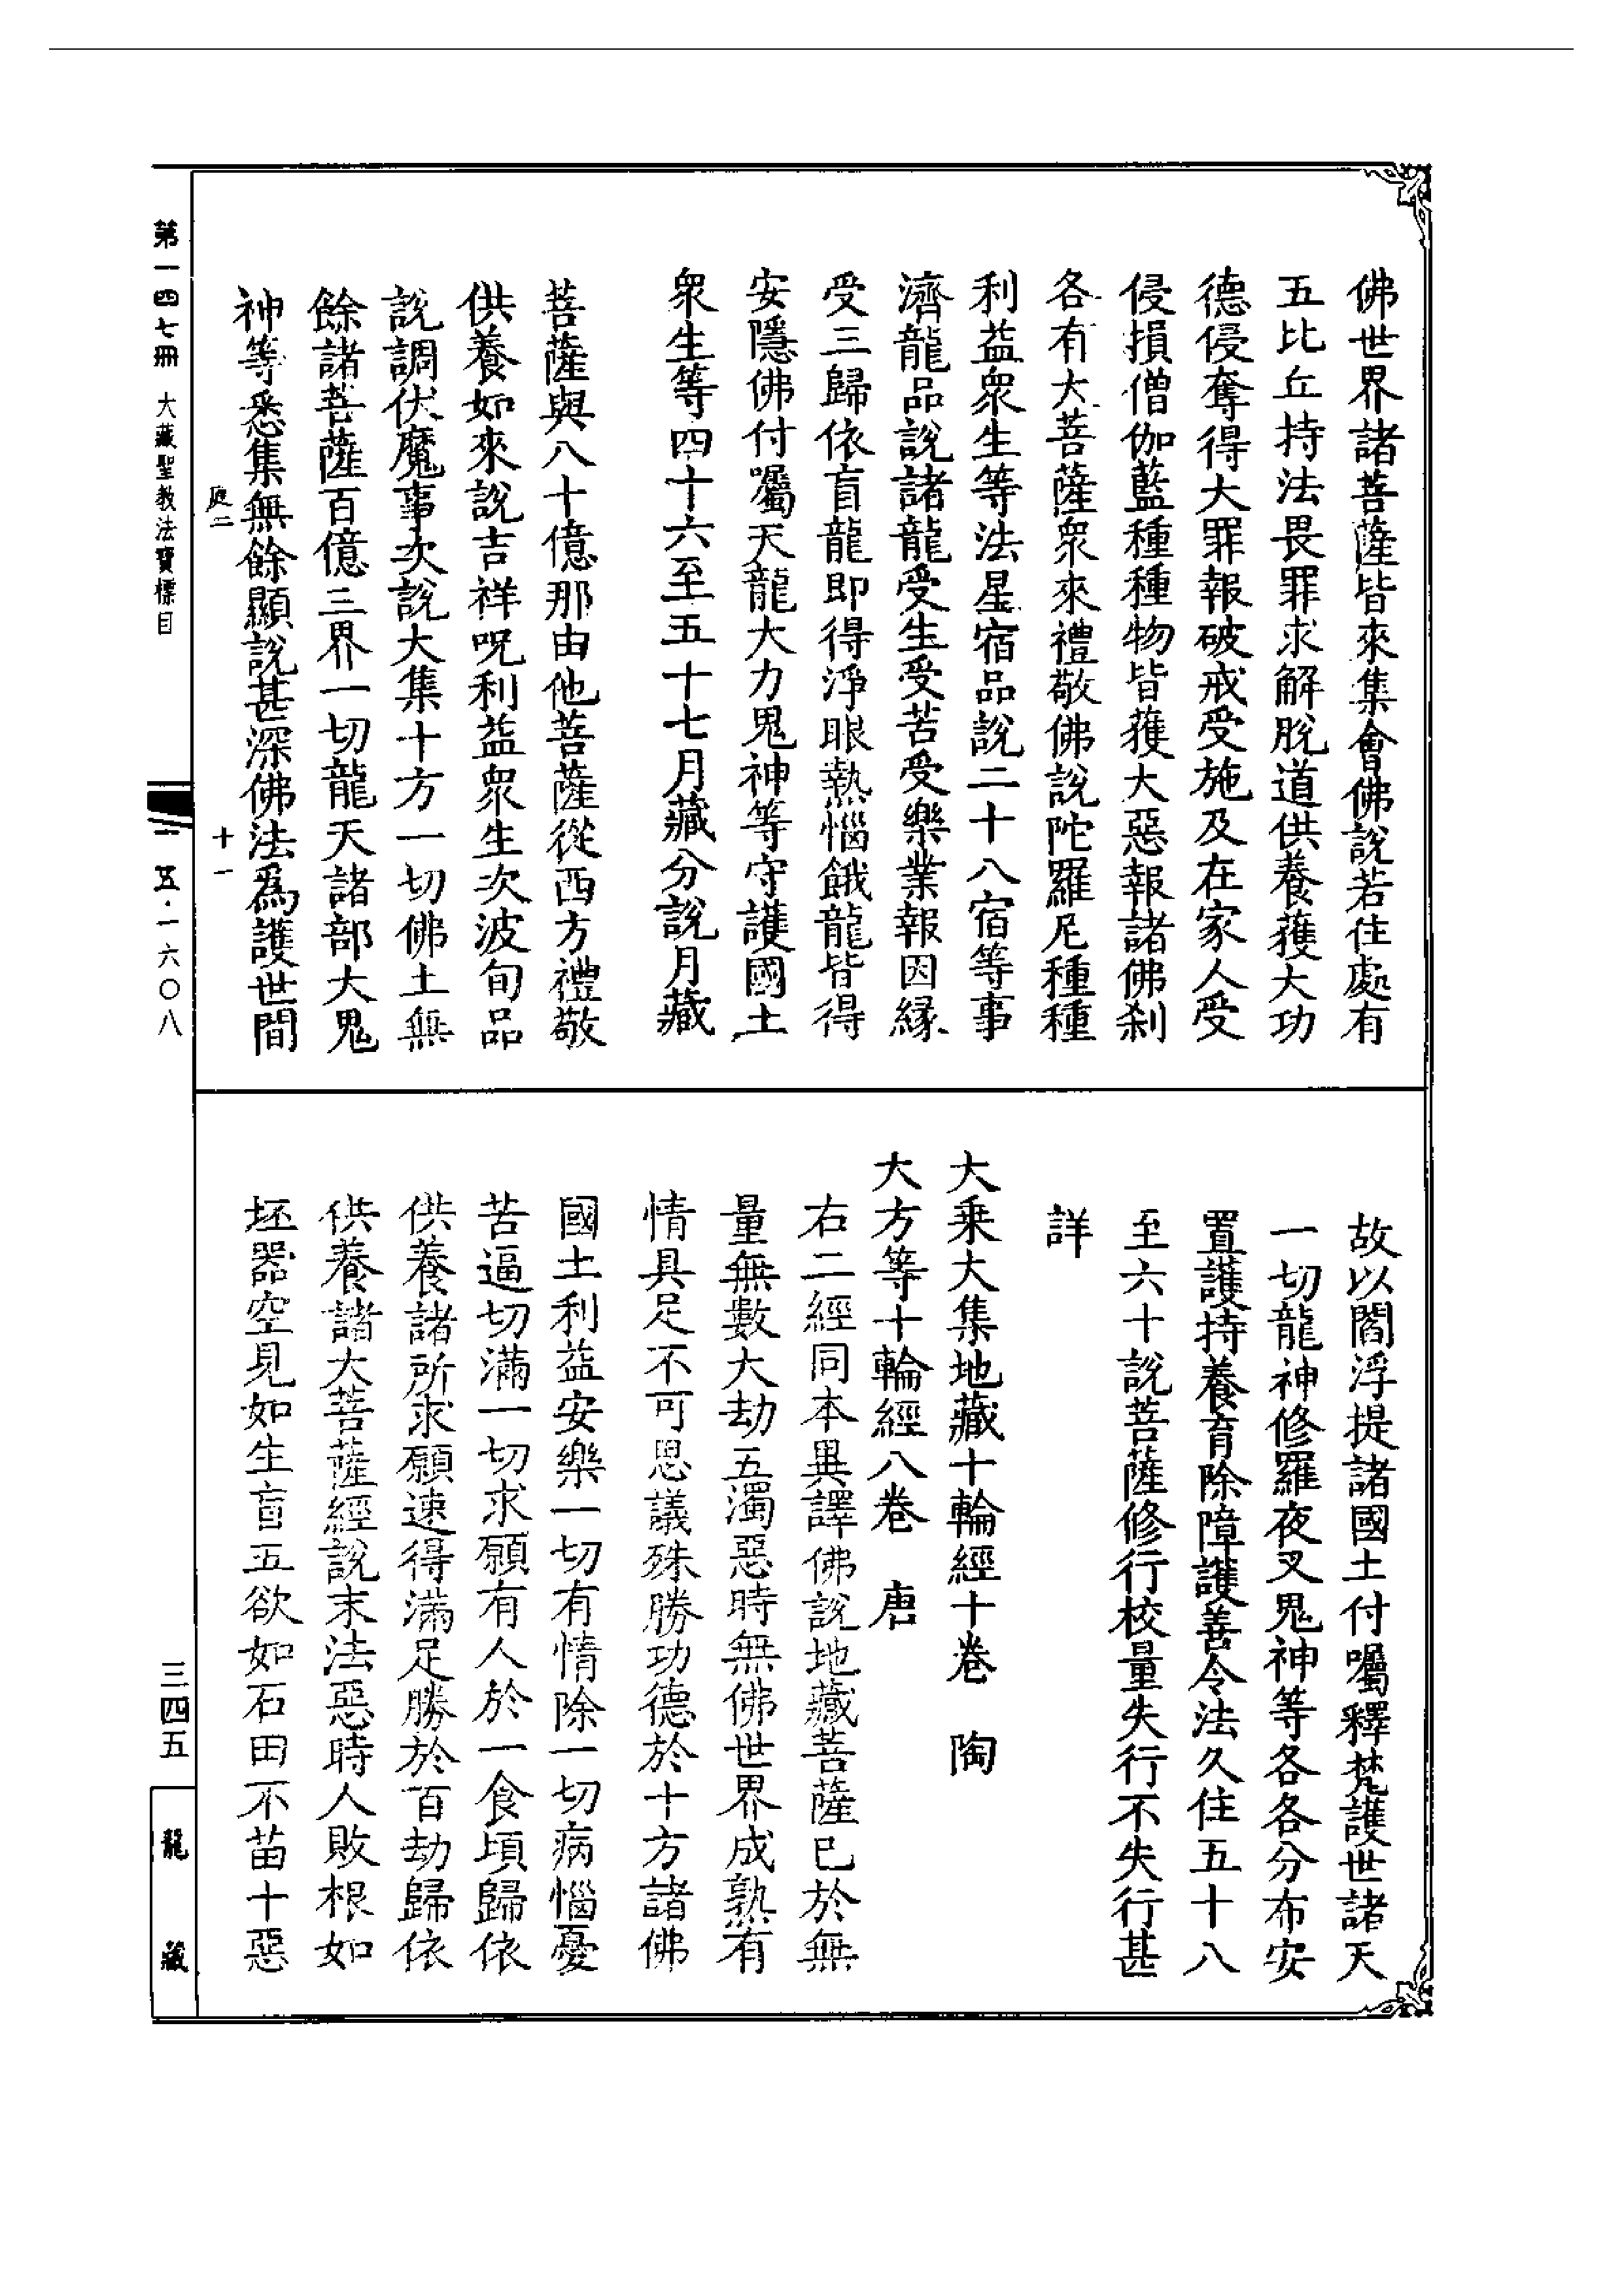 佛世界諸菩薩皆來集會佛說若住處有
五比丘持法畏罪求解脫道供養獲大功
德侵奪得大罪報破戒受施及在家人受
侵損僧伽藍種種物皆獲大惡報諸佛剎
各有大菩薩衆來禮敬佛說陀羅尼種種
利益衆生等法星宿品說二十八宿等事
濟龍品說諸龍受生受苦受樂業報因緣
受三歸依盲龍即得淨眼熱惱餓龍皆得
安隱佛付囑天龍大力鬼神等守護國土
衆生等四十六至五十七月藏分說月藏
菩薩與八十億那由他菩薩從西方禮敬
供養如來說吉祥呪利益衆生次波旬品
說調伏魔事次說大集十方一切佛土無
餘諸菩薩百億三界一切龍天諸部大鬼
神等悉集無餘顯說甚深佛法爲護世間
庭二 十一
故以閻浮提諸國土付囑釋梵護世諸天
一切龍神修羅夜叉鬼神等各各分布安
置護持養育除障護善令法久住五十八
至六十說菩薩修行校量失行不失行甚
詳
大乘大集地藏十輪經十卷 陶
大方等十輪經八卷 唐
右二經同本異譯佛說地藏菩薩已於無
量無數大劫五濁惡時無佛世界成熟有
情具足不可思議殊勝功德於十方諸佛
國土利益安樂一切有情除一切病惱憂
苦逼切滿一切求願有人於一食頃歸依
供養諸所求願速得滿足勝於百劫歸依
供養諸大菩薩經說末法惡時人敗根如
坯器空見如生盲五欲如石田不苗十惡
第一四七冊 大藏聖教法寶標目
一五·一六〇八
三四五
龍藏